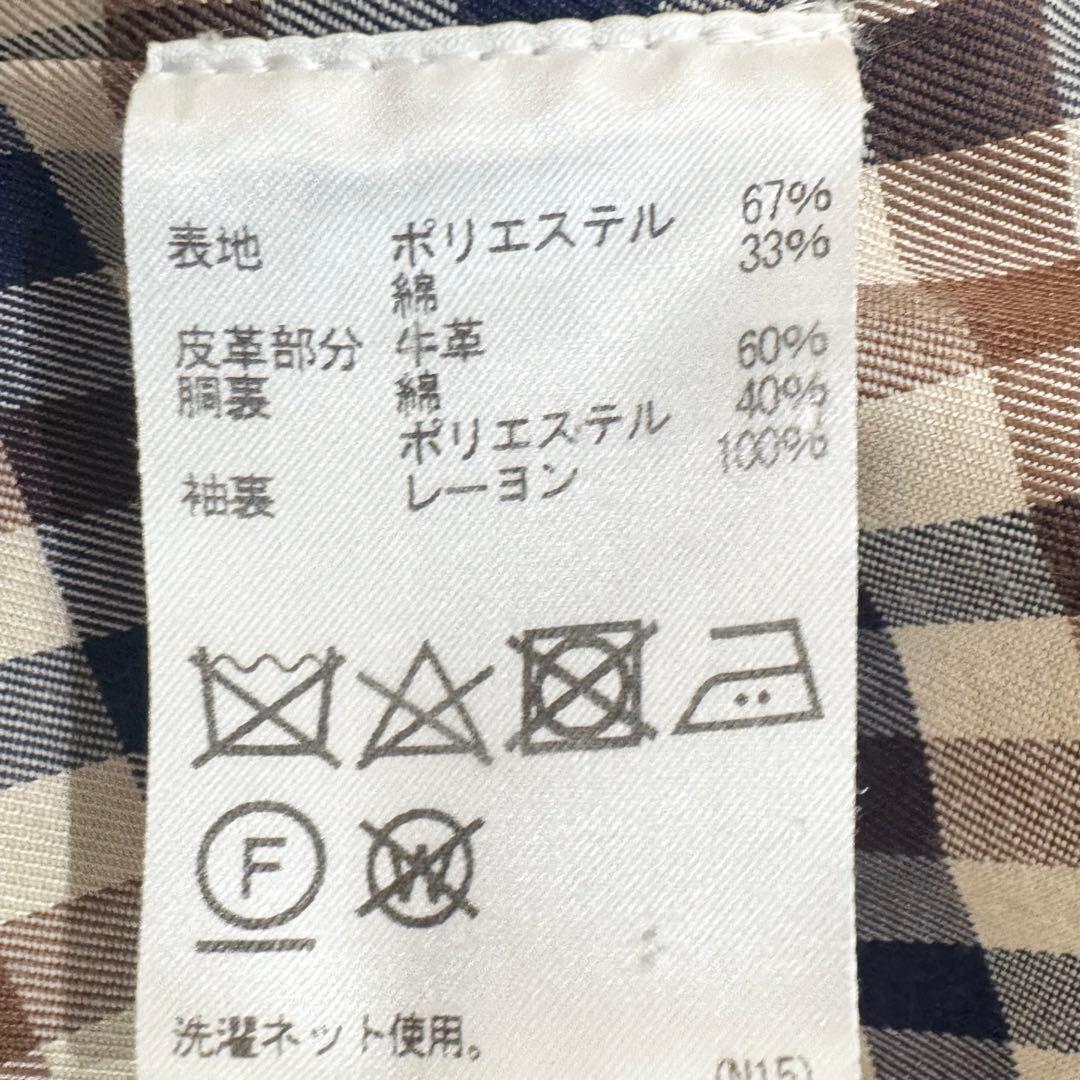 表地 ポリエステル 67%
綿 33%
皮革部分 牛革
胴裏 綿 60%
ポリエステル 40%
袖裏 レーヨン 100%
F
W
洗濯ネット使用。
(N15)